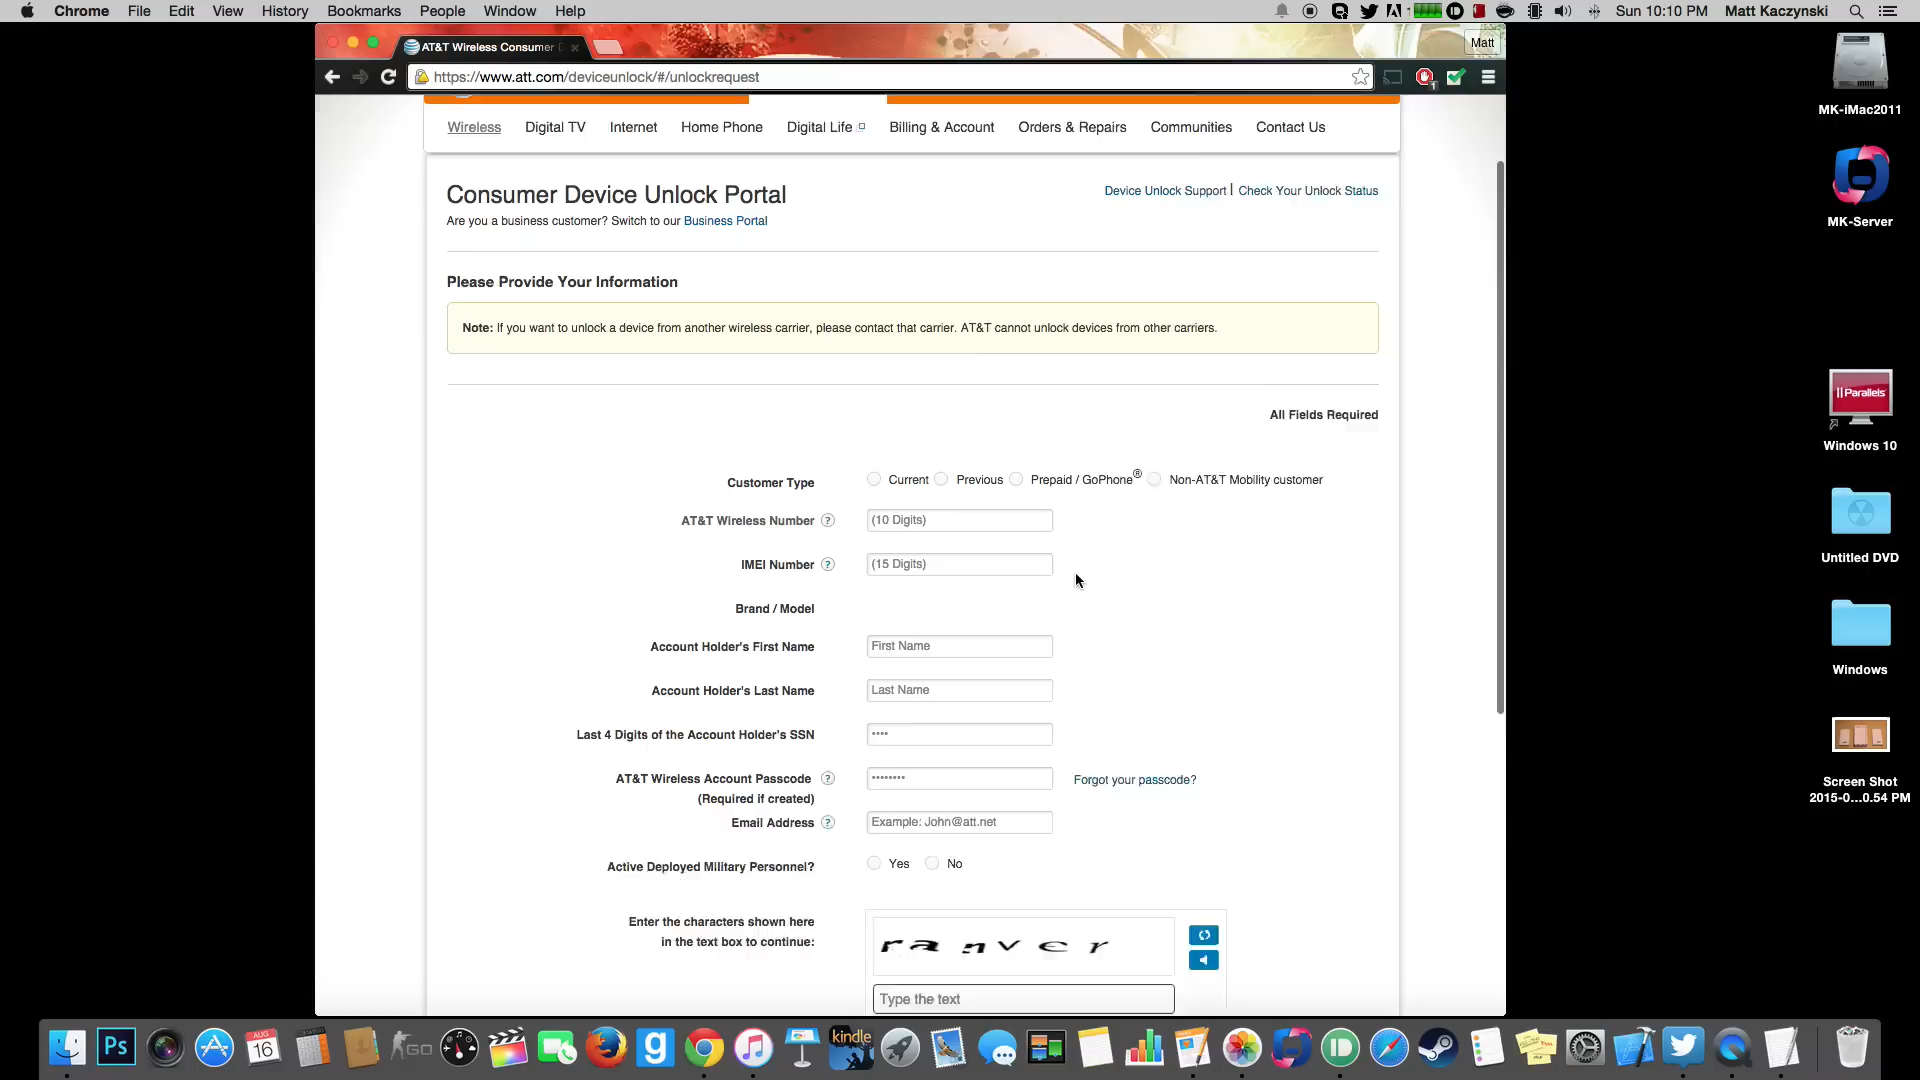 Chrome File Edit View History Bookmarks People Window Help
Sun 10:10 PM Matt Kaczynski
AT&T Wireless Consumer
Matt
https://www.att.com/deviceunlock/#/unlockrequest
Wireless Digital TV Internet Home Phone Digital Life Billing & Account Orders & Repairs Communities Contact Us
Consumer Device Unlock Portal
Device Unlock Support | Check Your Unlock Status
Are you a business customer? Switch to our Business Portal
Please Provide Your Information
Note: If you want to unlock a device from another wireless carrier, please contact that carrier. AT&T cannot unlock devices from other carriers.
All Fields Required
Customer Type Current Previous Prepaid / GoPhone® Non-AT&T Mobility customer
AT&T Wireless Number ? (10 Digits)
IMEI Number ? (15 Digits)
Brand / Model
Account Holder's First Name First Name
Account Holder's Last Name Last Name
Last 4 Digits of the Account Holder's SSN ••••
AT&T Wireless Account Passcode ? •••••••• Forgot your passcode?
(Required if created)
Email Address ? Example: John@att.net
Active Deployed Military Personnel? Yes No
Enter the characters shown here
in the text box to continue:
ranver
Type the text
MK-iMac2011
MK-Server
|| Parallels
Windows 10
Untitled DVD
Windows
Screen Shot
2015-0...0.54 PM
Ps
AUG
16
GO
g
kindle